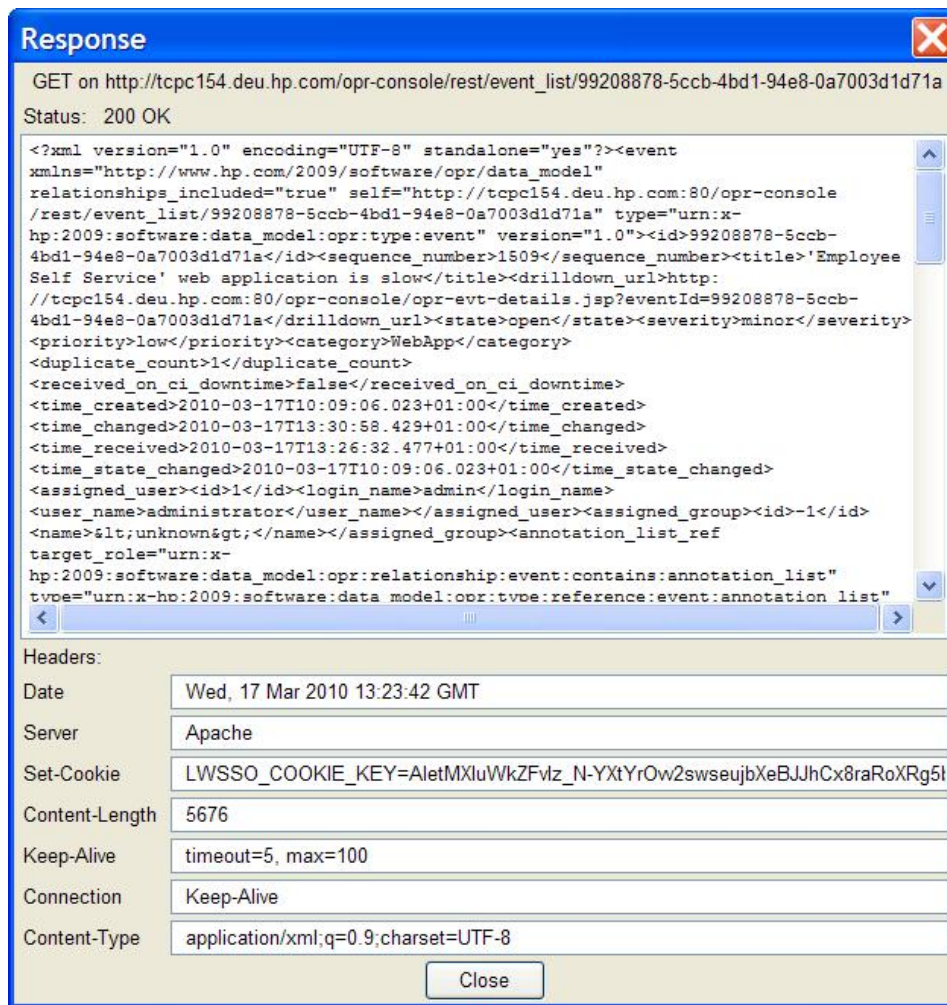 Response
GET on http://tcpc154.deu.hp.com/opr-console/rest/event_list/99208878-5ccb-4bd1-94e8-0a7003d1d71a
Status: 200 OK
<?xml version="1.0" encoding="UTF-8" standalone="yes"?><event
xmlns="http://www.hp.com/2009/software/opr/data_model"
relationships_included="true" self="http://tcpc154.deu.hp.com:80/opr-console
/rest/event_list/99208878-5ccb-4bd1-94e8-0a7003d1d71a" type="urn:x-
hp:2009:software:data_model:opr:type:event" version="1.0"><id>99208878-5ccb-
4bd1-94e8-0a7003d1d71a</id><sequence_number>1509</sequence_number><title>'Employee
Self Service' web application is slow</title><drilldown_url>http:
//tcpc154.deu.hp.com:80/opr-console/opr-evt-details.jsp?eventId=99208878-5ccb-
4bd1-94e8-0a7003d1d71a</drilldown_url><state>open</state><severity>minor</severity>
<priority>low</priority><category>WebApp</category>
<duplicate_count>1</duplicate_count>
<received_on_ci_downtime>false</received_on_ci_downtime>
<time_created>2010-03-17T10:09:06.023+01:00</time_created>
<time_changed>2010-03-17T13:30:58.429+01:00</time_changed>
<time_received>2010-03-17T13:26:32.477+01:00</time_received>
<time_state_changed>2010-03-17T10:09:06.023+01:00</time_state_changed>
<assigned_user><id>1</id><login_name>admin</login_name>
<user_name>administrator</user_name></assigned_user><assigned_group><id>-1</id>
<name>&lt;unknown&gt;</name></assigned_group><annotation_list_ref
target_role="urn:x-
hp:2009:software:data_model:opr:relationship:event:contains:annotation_list"
type="urn:x-hp:2009:software:data_model:opr:type:reference:event:annotation_list"
Headers:
Date Wed, 17 Mar 2010 13:23:42 GMT
Server Apache
Set-Cookie
Content-Length 5676
Keep-Alive timeout=5, max=100
Connection Keep-Alive
Content-Type application/xml;q=0.9;charset=UTF-8
Close